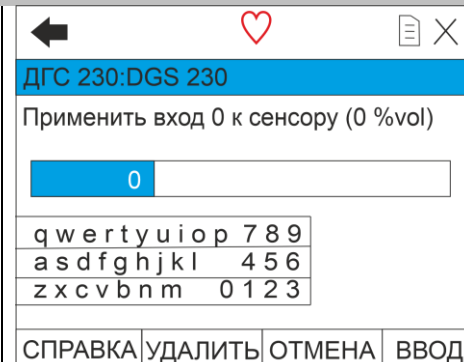 ДГС 230:DGS 230
Применить вход 0 к сенсору (0 %vol)
0
q w e r t y u i o p 7 8 9
a s d f g h j k l 4 5 6
z x c v b n m 0 1 2 3
СПРАВКА УДАЛИТЬ ОТМЕНА ВВОД